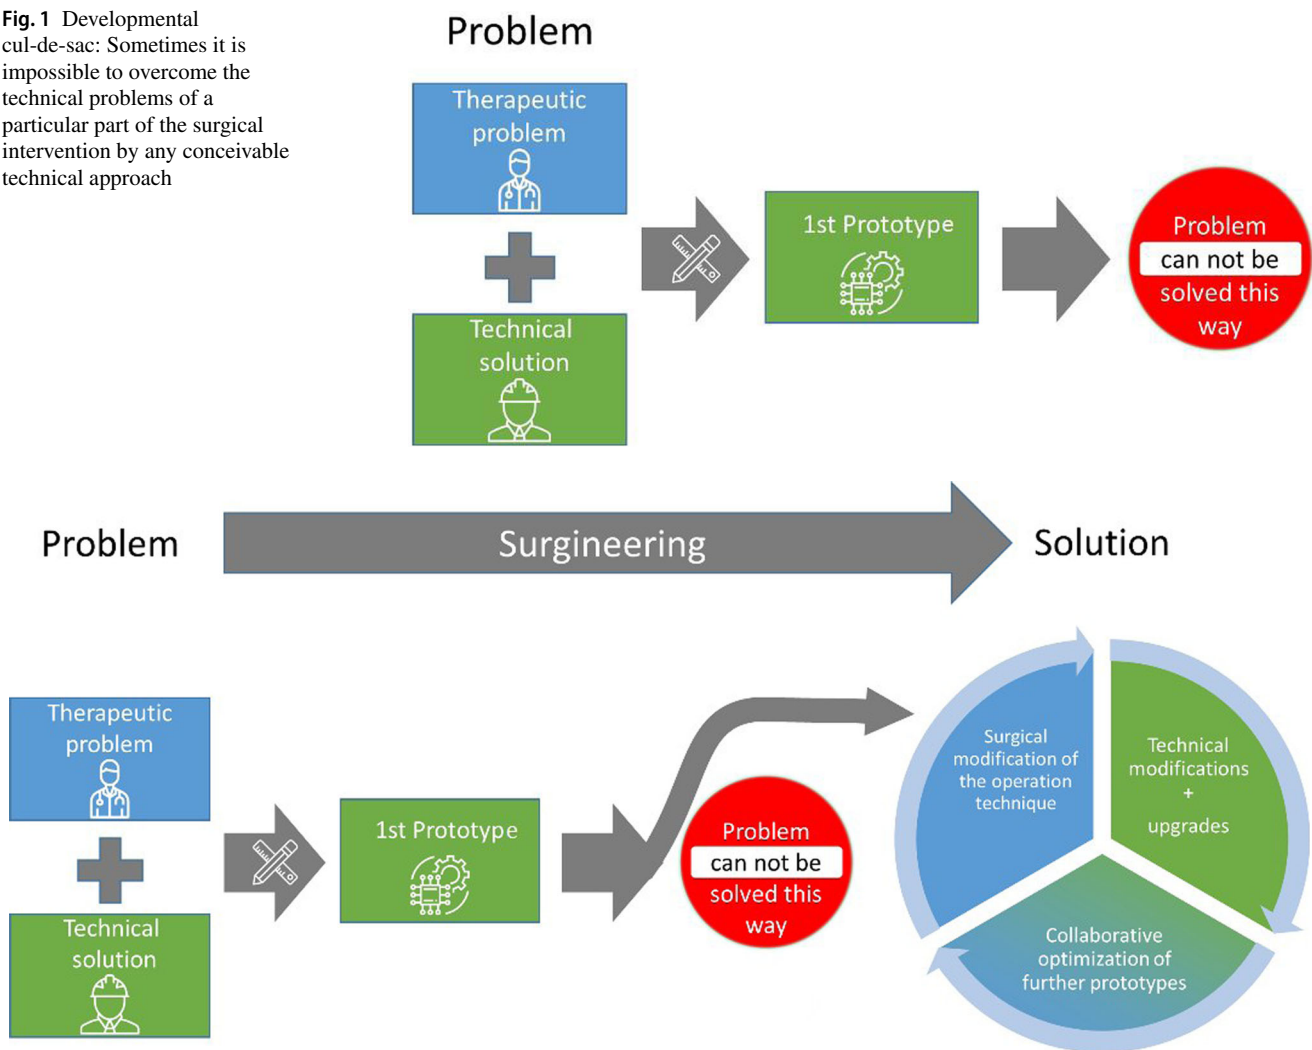 Fig. 1 Developmental
cul-de-sac: Sometimes it is
impossible to overcome the
technical problems of a
particular part of the surgical
intervention by any conceivable
technical approach
Problem
Therapeutic
problem
Technical
solution
1st Prototype
Problem
can not be
solved this
way
Problem
Surgineering
Solution
Therapeutic
problem
Technical
solution
1st Prototype
Problem
can not be
solved this
way
Surgical
modification of
the operation
technique
Technical
modifications
+
upgrades
Collaborative
optimization of
further prototypes